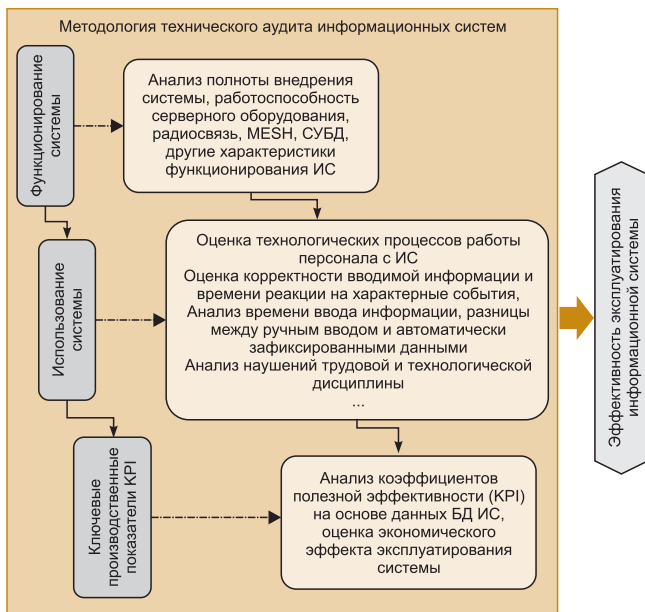 Методология технического аудита информационных систем
Функционирование
системы
Анализ полноты внедрения
системы, работоспособность
серверного оборудования,
радиосвязь, MESH, СУБД,
другие характеристики
функционирования ИС
Использование
системы
Оценка технологических процессов работы
персонала с ИС
Оценка корректности вводимой информации и
времени реакции на характерные события,
Анализ времени ввода информации, разницы
между ручным вводом и автоматически
зафиксированными данными
Анализ наушений трудовой и технологической
дисциплины
...
Ключевые
производственные
показатели KPI
Анализ коэффициентов
полезной эффективности (KPI)
на основе данных БД ИС,
оценка экономического
эффекта эксплуатирования
системы
Эффективность эксплуатирования
информационной системы